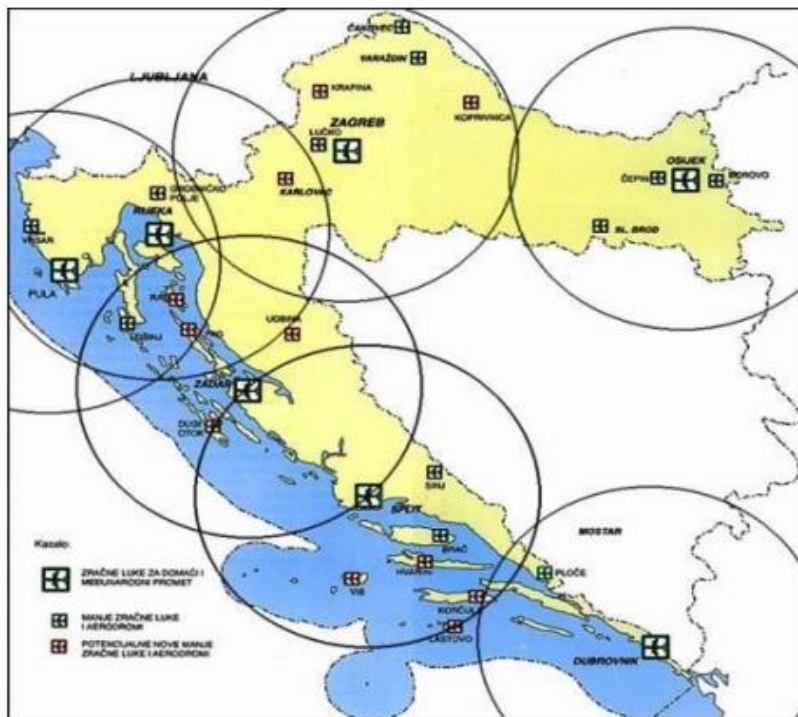 ČAKOVEC
VARAŽDIN
LJUBLJANA
KRAPINA
KOPRIVNICA
ZAGREB
LUČKO
OSIJEK
ČEPIN
BOROVO
KARLOVAC
GROBNIČKO
POLJE
RIJEKA
SL. BROD
VRSAR
PULA
RAB
UDBINA
PAG
LOŠINJ
ZADAR
DUGI
OTOK
SINJ
SPLIT
MOSTAR
BRAČ
Kazalo:
HVAR
PLOČE
ZRAČNE LUKE ZA DOMAĆI I
MEĐUNARODNI PROMET
VIS
KORČULA
MANJE ZRAČNE LUKE
I AERODROMI
LASTOVO
POTENCIJALNE NOVE MANJE
ZRAČNE LUKE I AERODROMI
DUBROVNIK